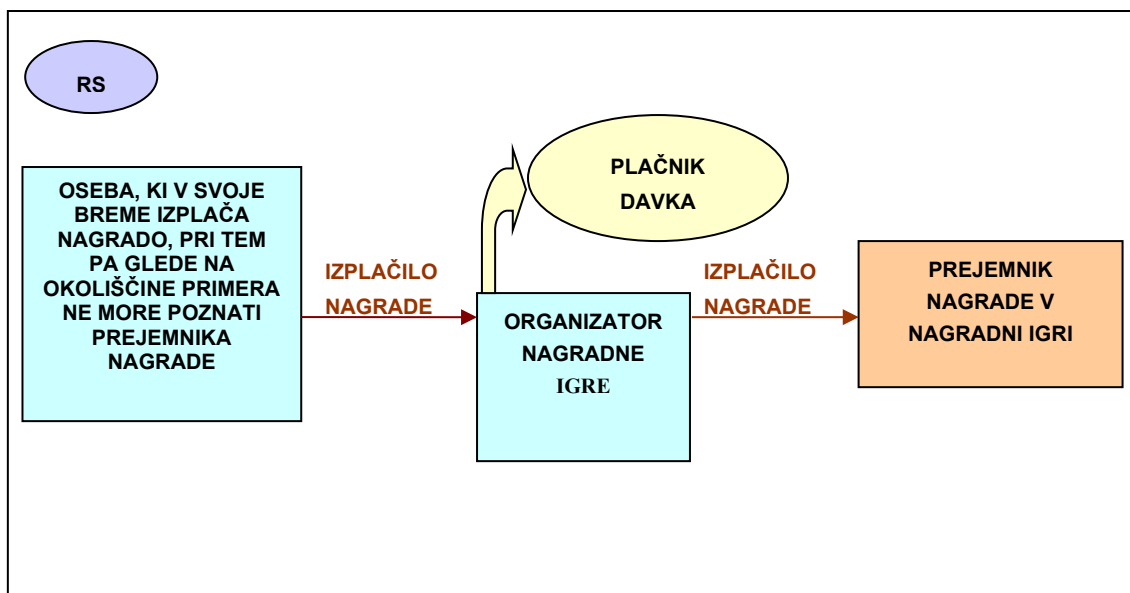 RS
OSEBA, KI V SVOJE
BREME IZPLAČA
NAGRADO, PRI TEM
PA GLEDE NA
OKOLIŠČINE PRIMERA
NE MORE POZNATI
PREJEMNIKA
NAGRADE
IZPLAČILO
NAGRADE
PLAČNIK
DAVKA
ORGANIZATOR
NAGRADNE
IGRE
IZPLAČILO
NAGRADE
PREJEMNIK
NAGRADE V
NAGRADNI IGRI